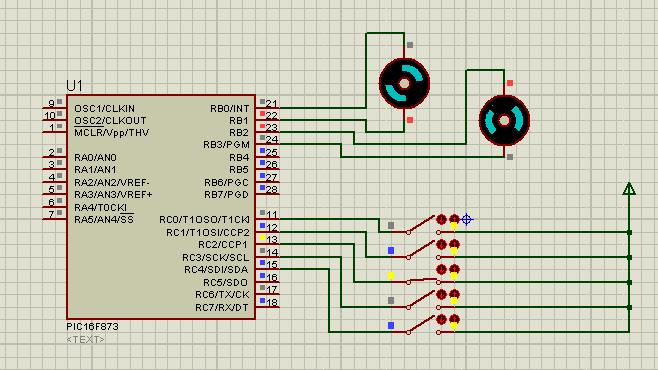 U1
9 OSC1/CLKIN RB0/INT 21
10 OSC2/CLKOUT RB1 22
1 MCLR/Vpp/THV RB2 23
RB3/PGM 24
2 RA0/AN0 RB4 25
3 RA1/AN1 RB5 26
4 RA2/AN2/VREF- RB6/PGC 27
5 RA3/AN3/VREF+ RB7/PGD 28
6 RA4/TOCKI
7 RA5/AN4/SS RC0/T1OSO/T1CKI 11
RC1/T1OSI/CCP2 12
RC2/CCP1 13
RC3/SCK/SCL 14
RC4/SDI/SDA 15
RC5/SDO 16
RC6/TX/CK 17
RC7/RX/DT 18
PIC16F873
<TEXT>